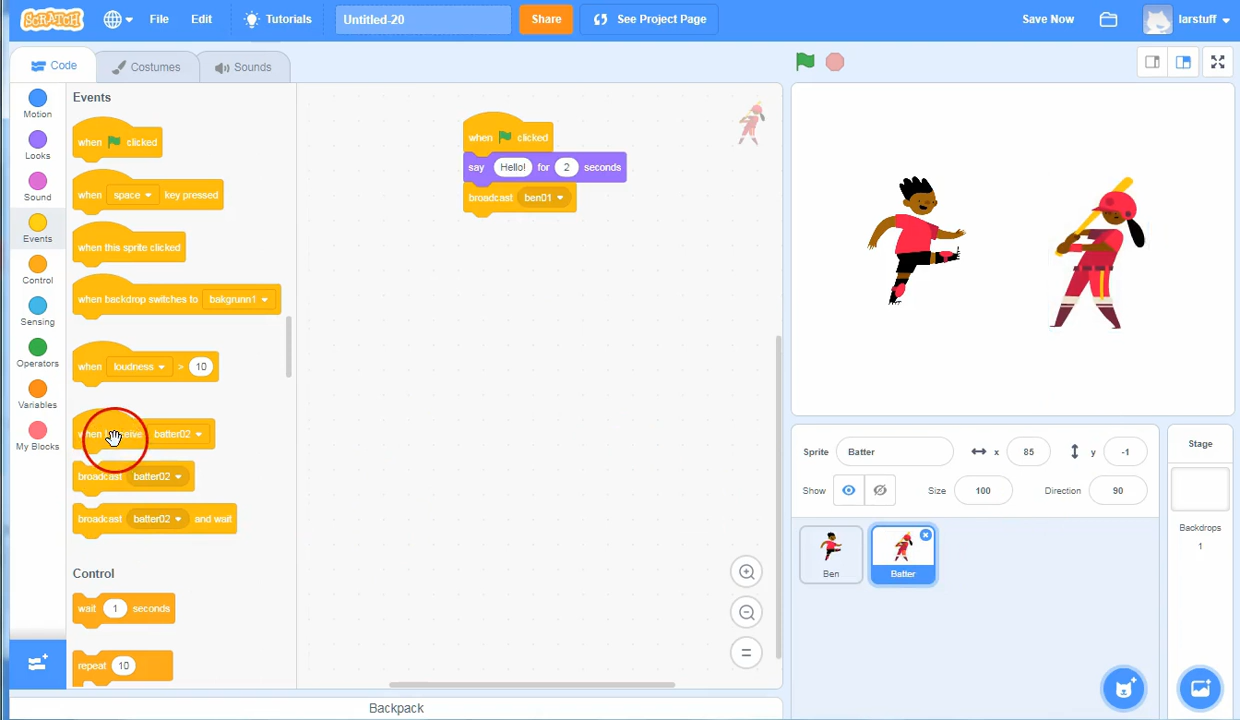 SCRATCH File Edit Tutorials Untitled-20 Share See Project Page Save Now larstuff
Code Costumes Sounds
Motion
Looks
Sound
Events
Control
Sensing
Operators
Variables
My Blocks
Events
when clicked
when space key pressed
when this sprite clicked
when backdrop switches to bakgrunn1
when loudness > 10
when I receive batter02
broadcast batter02
broadcast batter02 and wait
Control
wait 1 seconds
repeat 10
when clicked
say Hello! for 2 seconds
broadcast ben01
Backpack
Sprite Batter x 85 y -1
Show Size 100 Direction 90
Ben
Batter
Stage
Backdrops
1